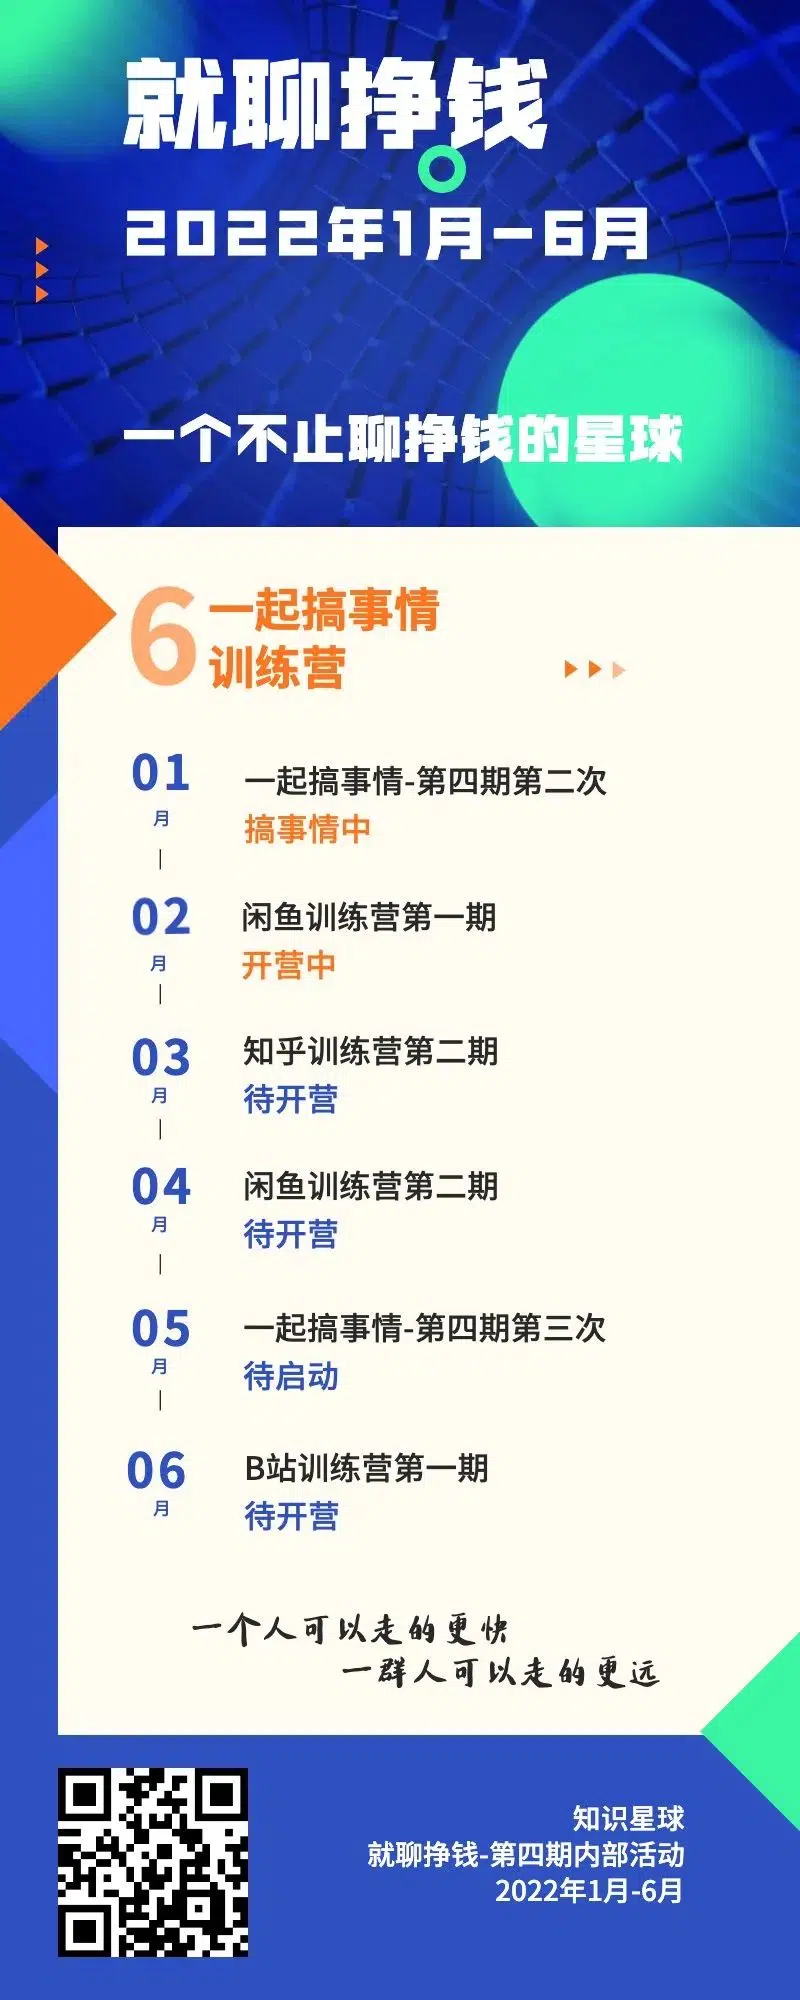 就聊挣钱
2022年1月-6月
一个不止聊挣钱的星球
6 一起搞事情
训练营
01
月
一起搞事情-第四期第二次
搞事情中
02
月
闲鱼训练营第一期
开营中
03
月
知乎训练营第二期
待开营
04
月
闲鱼训练营第二期
待开营
05
月
一起搞事情-第四期第三次
待启动
06
月
B站训练营第一期
待开营
一个人可以走的更快
一群人可以走的更远
知识星球
就聊挣钱-第四期内部活动
2022年1月-6月